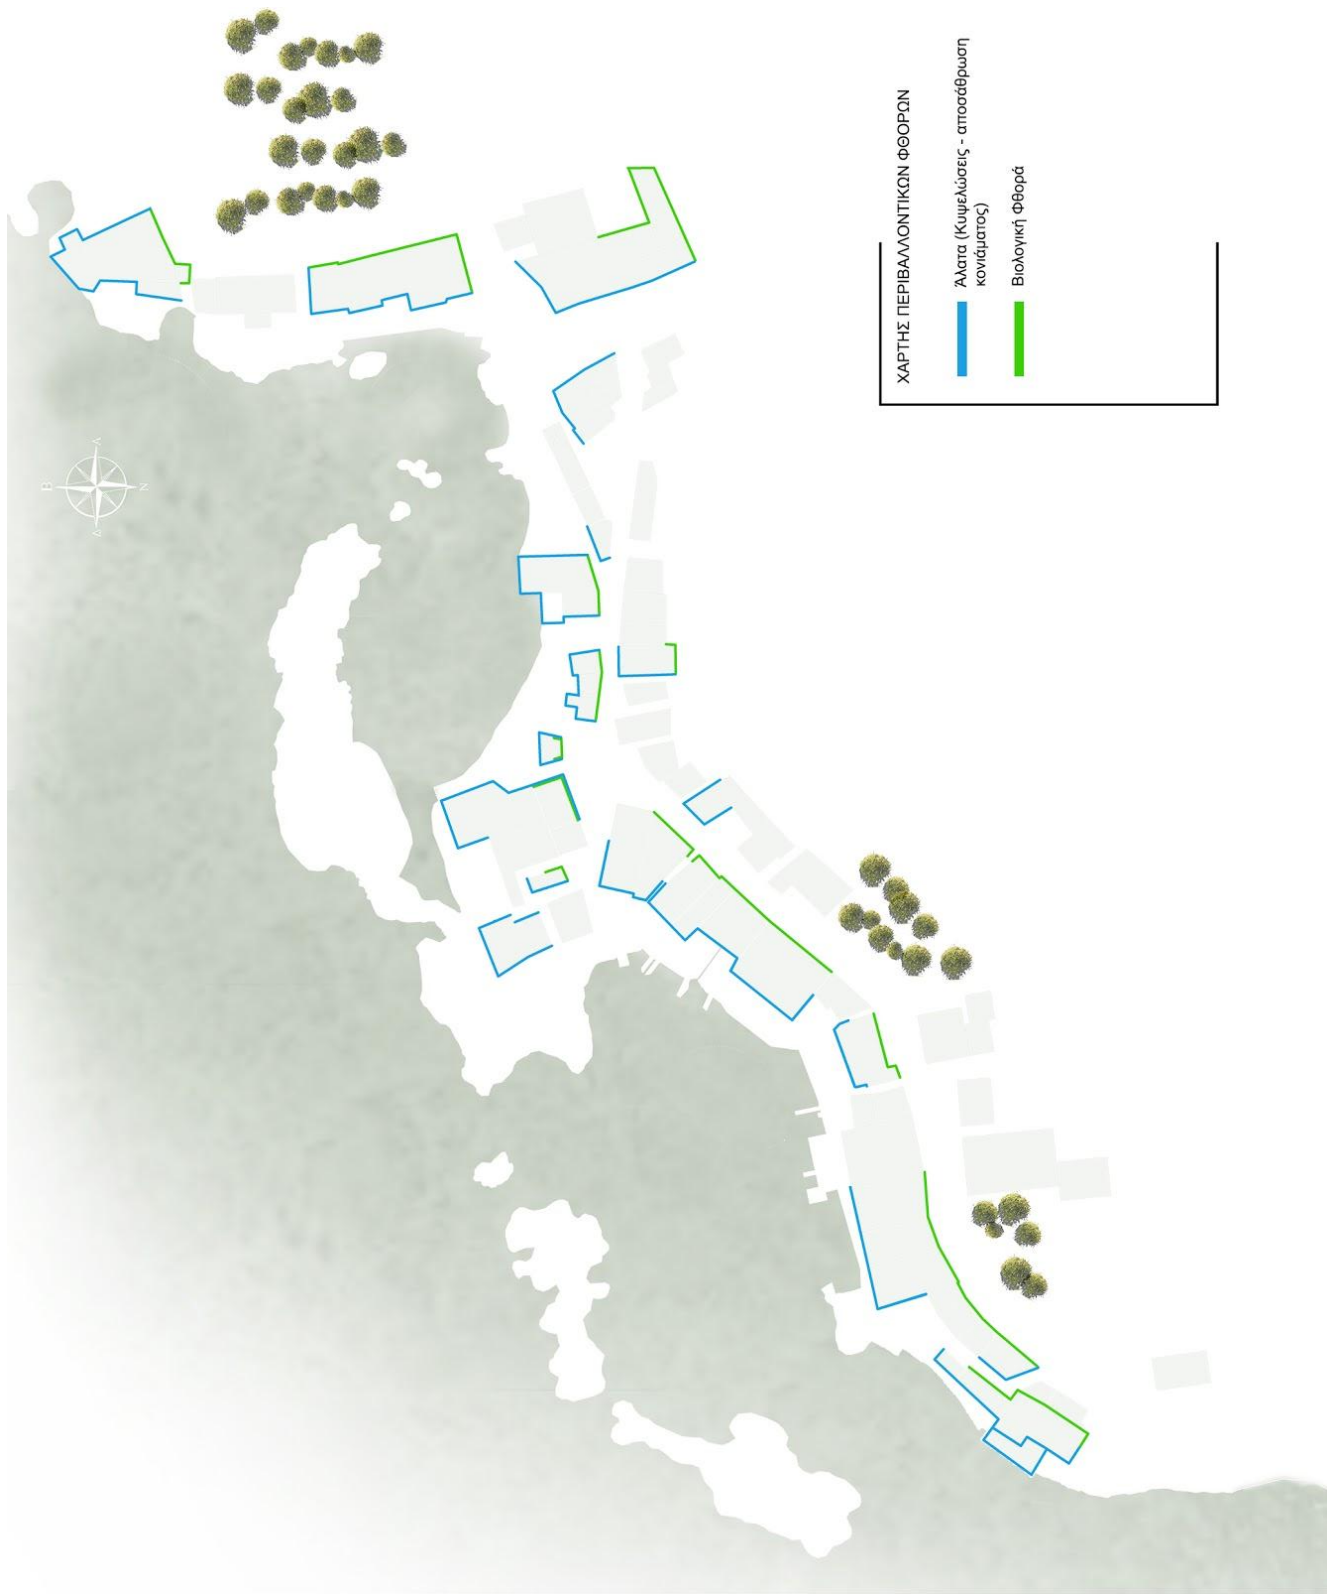 ΧΑΡΤΗΣ ΠΕΡΙΒΑΛΛΟΝΤΙΚΩΝ ΦΘΟΡΩΝ
Άλατα (Κυψελώσεις - αποσάθρωση
κονιάματος)
Βιολογική Φθορά
Β
Δ
Λ
Ν